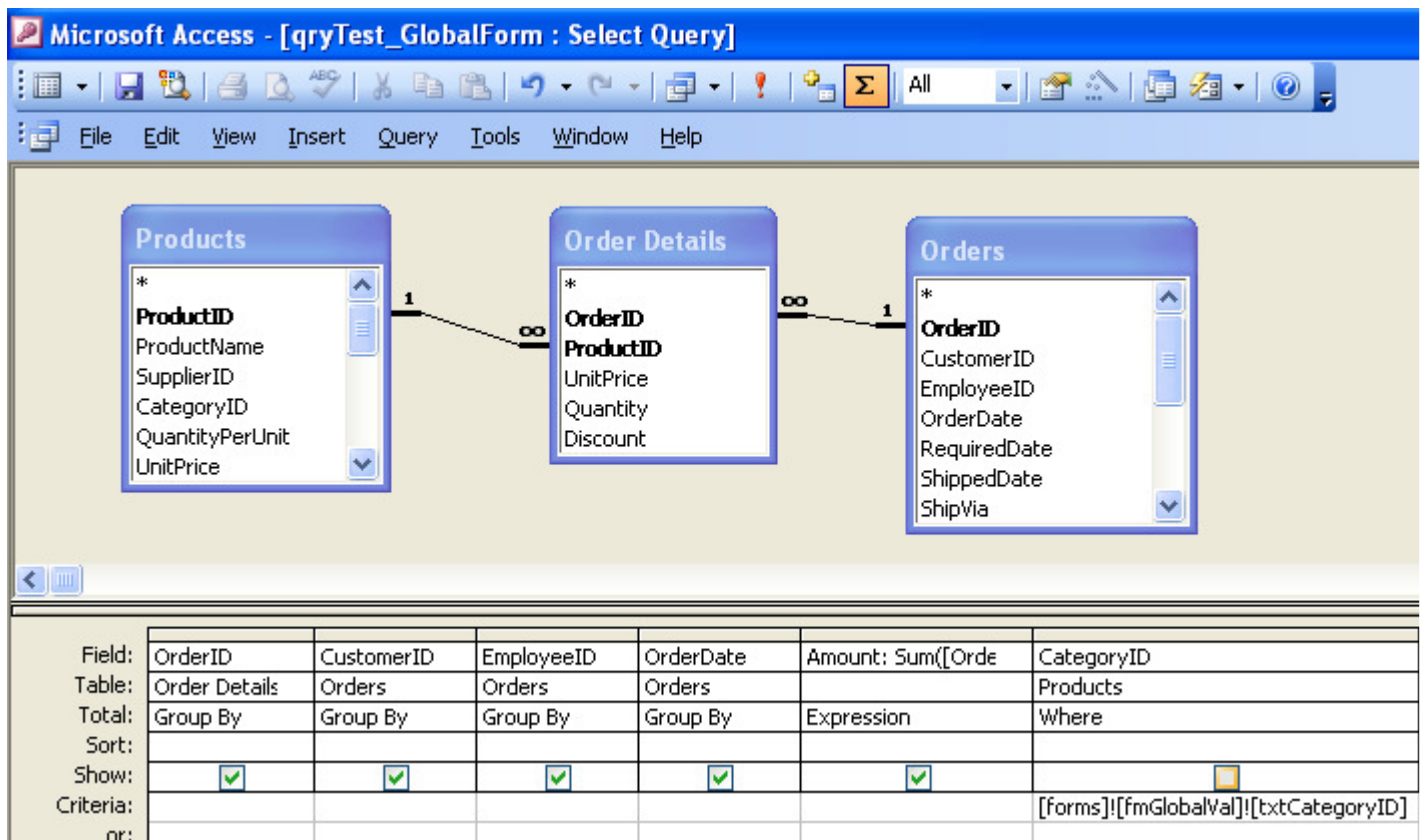 Microsoft Access - [qryTest_GlobalForm : Select Query]
ABC Σ All
File Edit View Insert Query Tools Window Help
Products
*
ProductID
ProductName
SupplierID
CategoryID
QuantityPerUnit
UnitPrice
1 ∞
Order Details
*
OrderID
ProductID
UnitPrice
Quantity
Discount
∞ 1
Orders
*
OrderID
CustomerID
EmployeeID
OrderDate
RequiredDate
ShippedDate
ShipVia
Field: OrderID CustomerID EmployeeID OrderDate Amount: Sum([Orde CategoryID
Table: Order Details Orders Orders Orders Products
Total: Group By Group By Group By Group By Expression Where
Sort:
Show:
Criteria: [forms]![fmGlobalVal]![txtCategoryID]
or: